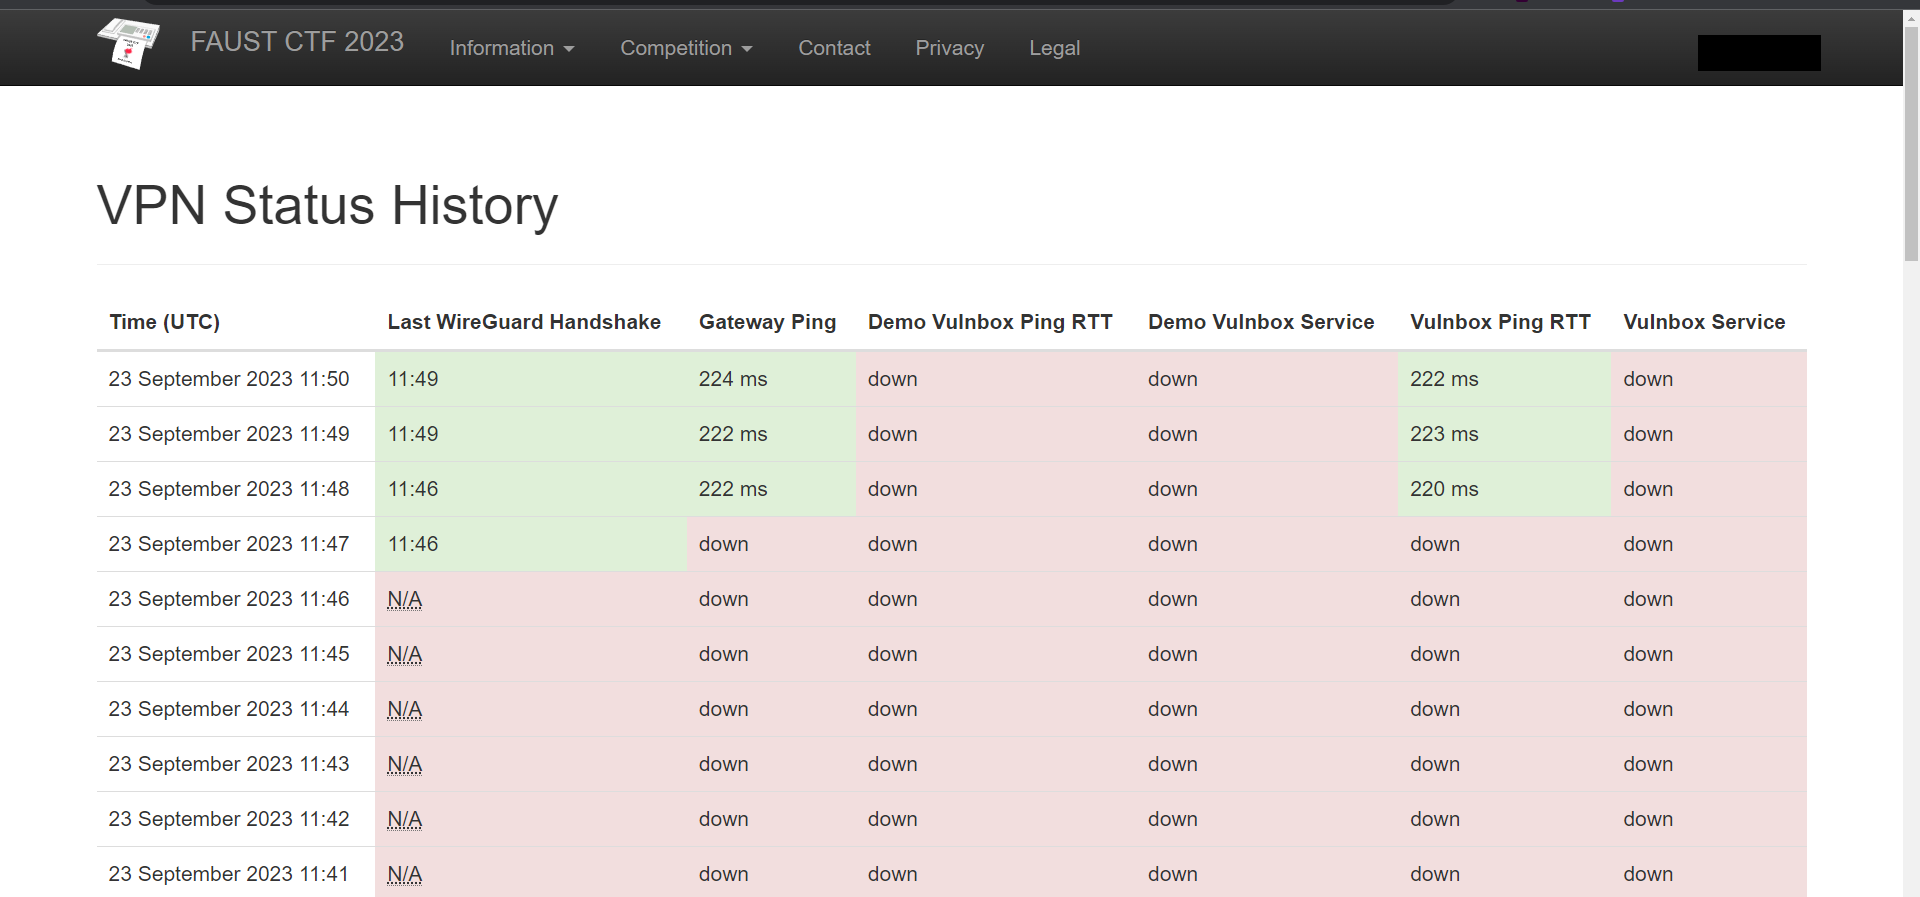 FAUST CTF 2023 Information Competition Contact Privacy Legal
VPN Status History
Time (UTC) Last WireGuard Handshake Gateway Ping Demo Vulnbox Ping RTT Demo Vulnbox Service Vulnbox Ping RTT Vulnbox Service
23 September 2023 11:50 11:49 224 ms down down 222 ms down
23 September 2023 11:49 11:49 222 ms down down 223 ms down
23 September 2023 11:48 11:46 222 ms down down 220 ms down
23 September 2023 11:47 11:46 down down down down down
23 September 2023 11:46 N/A down down down down down
23 September 2023 11:45 N/A down down down down down
23 September 2023 11:44 N/A down down down down down
23 September 2023 11:43 N/A down down down down down
23 September 2023 11:42 N/A down down down down down
23 September 2023 11:41 N/A down down down down down